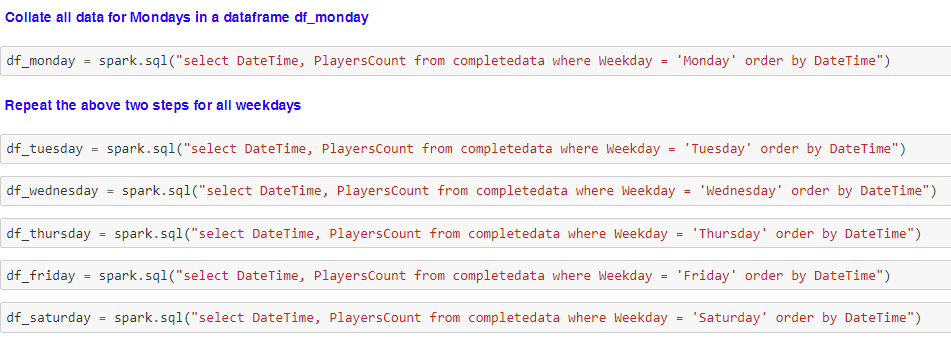 Collate all data for Mondays in a dataframe df_monday
df_monday = spark.sql("select DateTime, PlayersCount from completedata where Weekday = 'Monday' order by DateTime")
Repeat the above two steps for all weekdays
df_tuesday = spark.sql("select DateTime, PlayersCount from completedata where Weekday = 'Tuesday' order by DateTime")
df_wednesday = spark.sql("select DateTime, PlayersCount from completedata where Weekday = 'Wednesday' order by DateTime")
df_thursday = spark.sql("select DateTime, PlayersCount from completedata where Weekday = 'Thursday' order by DateTime")
df_friday = spark.sql("select DateTime, PlayersCount from completedata where Weekday = 'Friday' order by DateTime")
df_saturday = spark.sql("select DateTime, PlayersCount from completedata where Weekday = 'Saturday' order by DateTime")